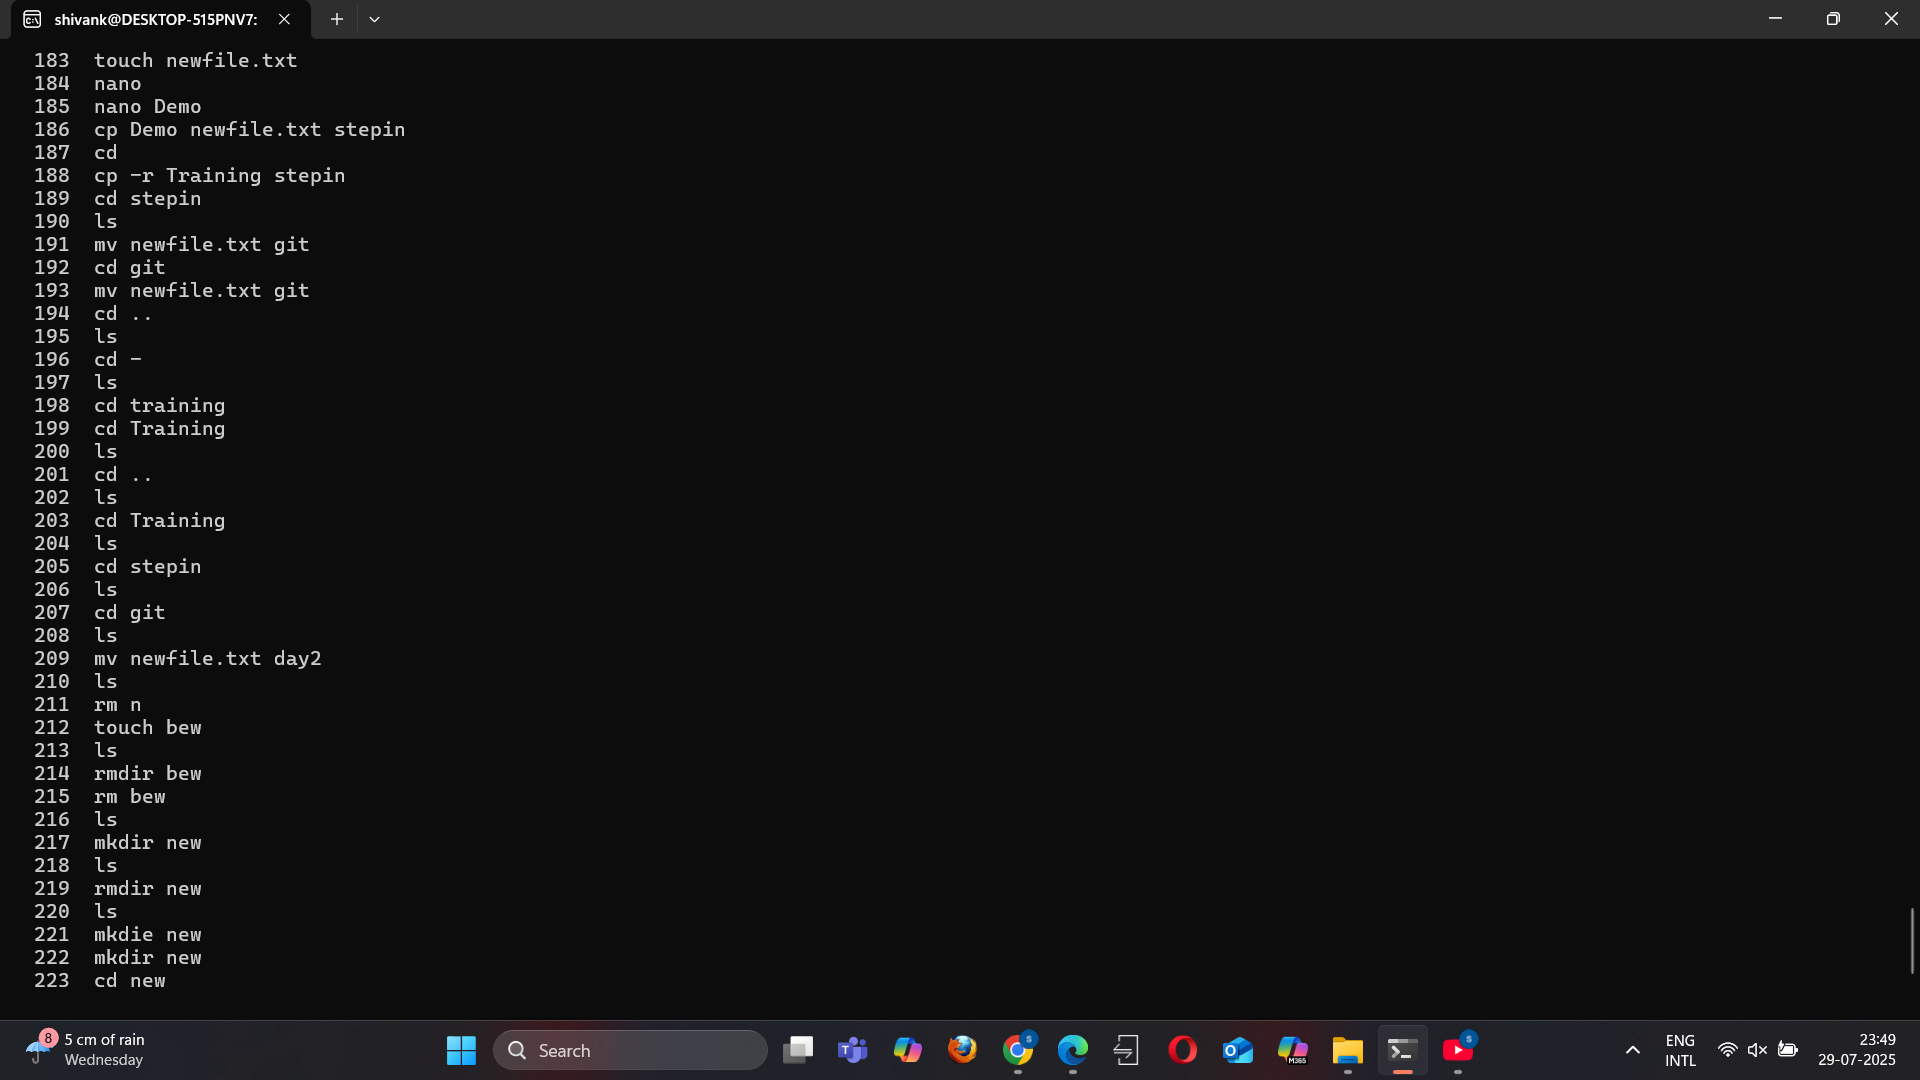 shivank@DESKTOP-515PNV7:
183 touch newfile.txt
184 nano
185 nano Demo
186 cp Demo newfile.txt stepin
187 cd
188 cp -r Training stepin
189 cd stepin
190 ls
191 mv newfile.txt git
192 cd git
193 mv newfile.txt git
194 cd ..
195 ls
196 cd -
197 ls
198 cd training
199 cd Training
200 ls
201 cd ..
202 ls
203 cd Training
204 ls
205 cd stepin
206 ls
207 cd git
208 ls
209 mv newfile.txt day2
210 ls
211 rm n
212 touch bew
213 ls
214 rmdir bew
215 rm bew
216 ls
217 mkdir new
218 ls
219 rmdir new
220 ls
221 mkdie new
222 mkdir new
223 cd new
8
5 cm of rain
Wednesday
Search
M365
ENG
INTL
23:49
29-07-2025